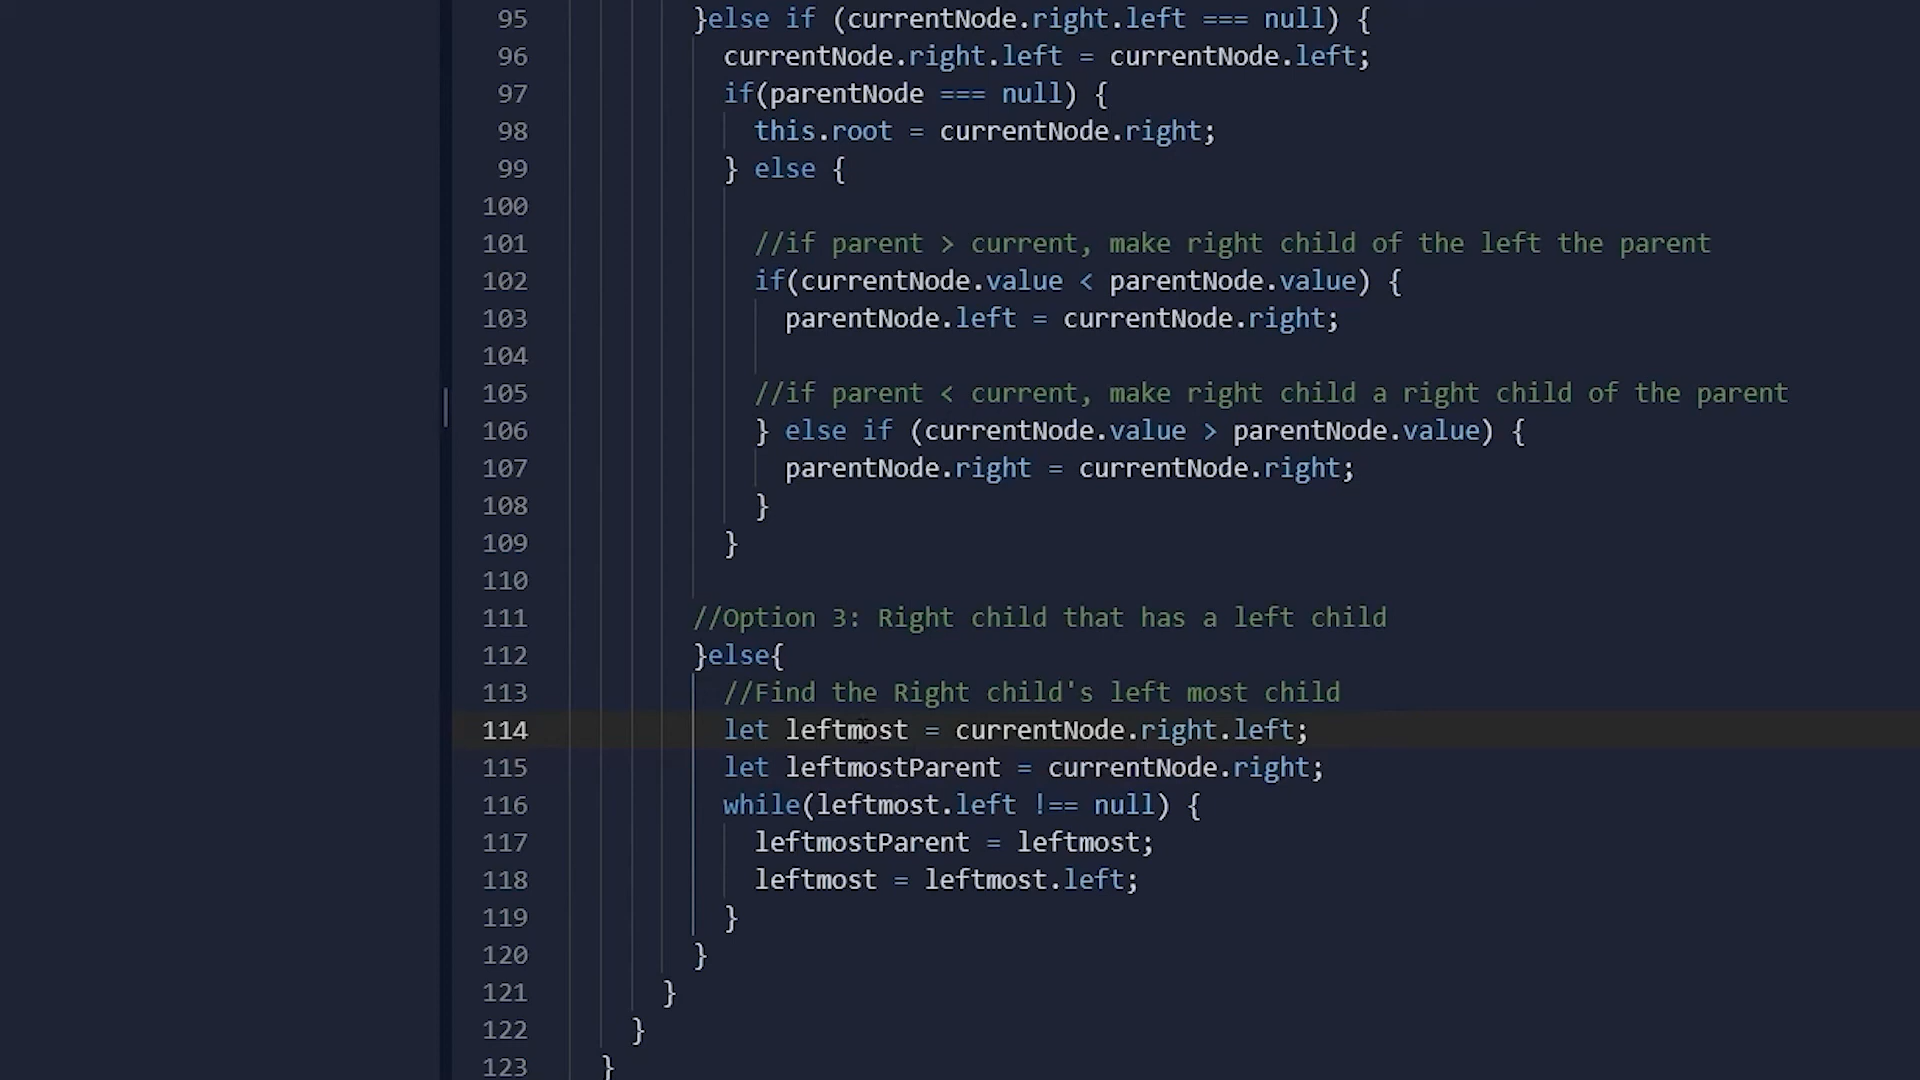 95 }else if (currentNode.right.left === null) {
96 currentNode.right.left = currentNode.left;
97 if(parentNode === null) {
98 this.root = currentNode.right;
99 } else {
100
101 //if parent > current, make right child of the left the parent
102 if(currentNode.value < parentNode.value) {
103 parentNode.left = currentNode.right;
104
105 //if parent < current, make right child a right child of the parent
106 } else if (currentNode.value > parentNode.value) {
107 parentNode.right = currentNode.right;
108 }
109 }
110
111 //Option 3: Right child that has a left child
112 }else{
113 //Find the Right child's left most child
114 let leftmost = currentNode.right.left;
115 let leftmostParent = currentNode.right;
116 while(leftmost.left !== null) {
117 leftmostParent = leftmost;
118 leftmost = leftmost.left;
119 }
120 }
121 }
122 }
123 }